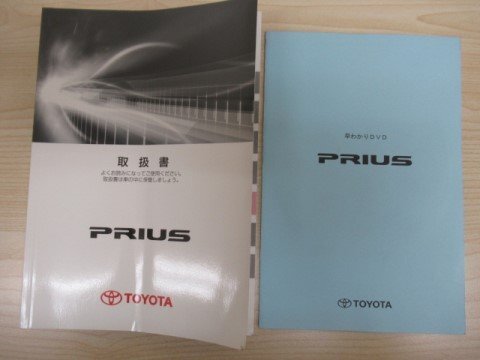 取扱書
よくお読みになってご使用ください。
取扱書は車の中に保管しましょう。
PRIUS
TOYOTA
早わかりDVD
PRIUS
TOYOTA